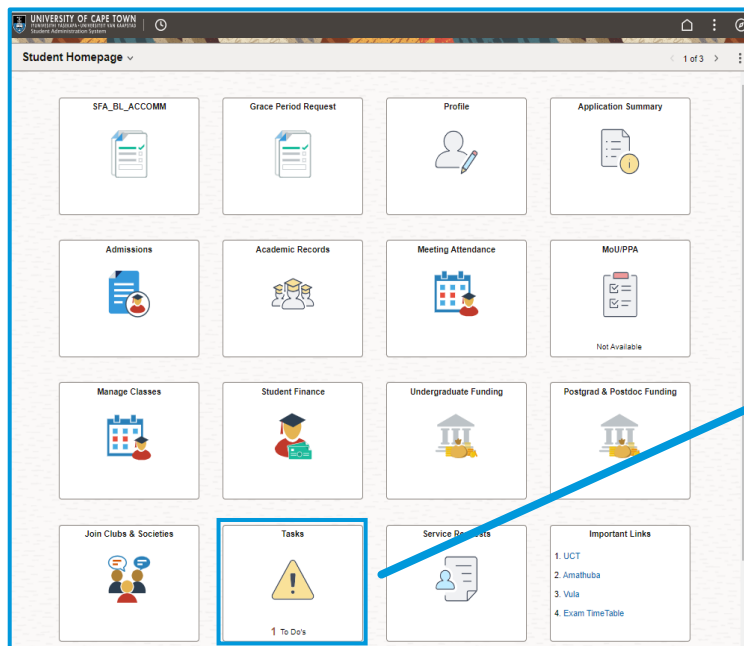 UNIVERSITY OF CAPE TOWN
IYUNIVESITHI YASEKAPA • UNIVERSITEIT VAN KAAPSTAD
Student Administration System
Student Homepage
1 of 3
SFA_BL_ACCOMM
Grace Period Request
Profile
Application Summary
Admissions
Academic Records
Meeting Attendance
MoU/PPA
Not Available
Manage Classes
Student Finance
Undergraduate Funding
Postgrad & Postdoc Funding
Join Clubs & Societies
Tasks
1 To Do's
Service Requests
Important Links
1. UCT
2. Amathuba
3. Vula
4. Exam TimeTable